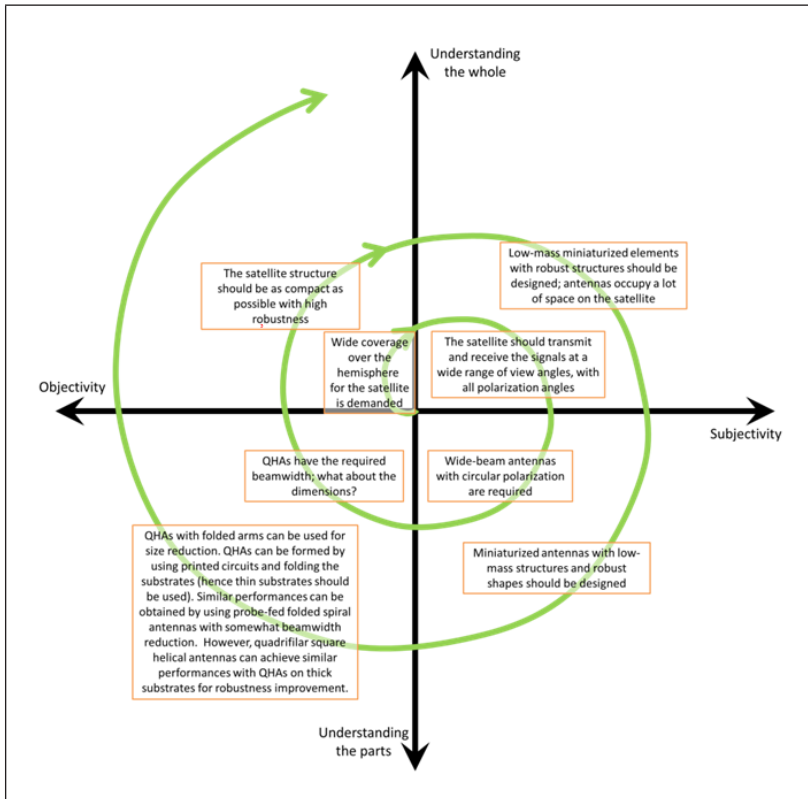 Understanding
the whole
Low-mass miniaturized elements
with robust structures should be
designed; antennas occupy a lot
of space on the satellite
The satellite structure
should be as compact as
possible with high
robustness
Wide coverage
over the
hemisphere
for the satellite
is demanded
The satellite should transmit
and receive the signals at a
wide range of view angles, with
all polarization angles
Objectivity
Subjectivity
QHAs have the required
beamwidth; what about the
dimensions?
Wide-beam antennas
with circular polarization
are required
QHAs with folded arms can be used for
size reduction. QHAs can be formed by
using printed circuits and folding the
substrates (hence thin substrates should
be used). Similar performances can be
obtained by using probe-fed folded spiral
antennas with somewhat beamwidth
reduction.  However, quadrifilar square
helical antennas can achieve similar
performances with QHAs on thick
substrates for robustness improvement.
Miniaturized antennas with low-
mass structures and robust
shapes should be designed
Understanding
the parts